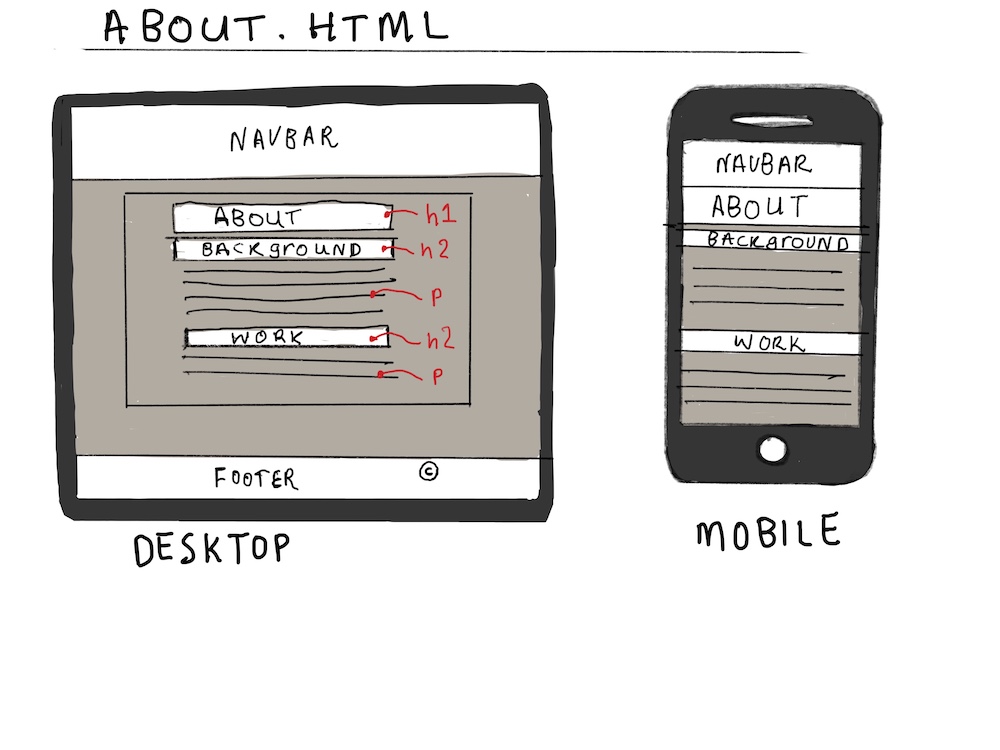 ABOUT. HTML
NAVBAR
ABOUT h1
BACKgROUND h2
P
WORK h2
P
FOOTER ©
DESKTOP
NAVBAR
ABOUT
BACKgROUND
WORK
MOBILE